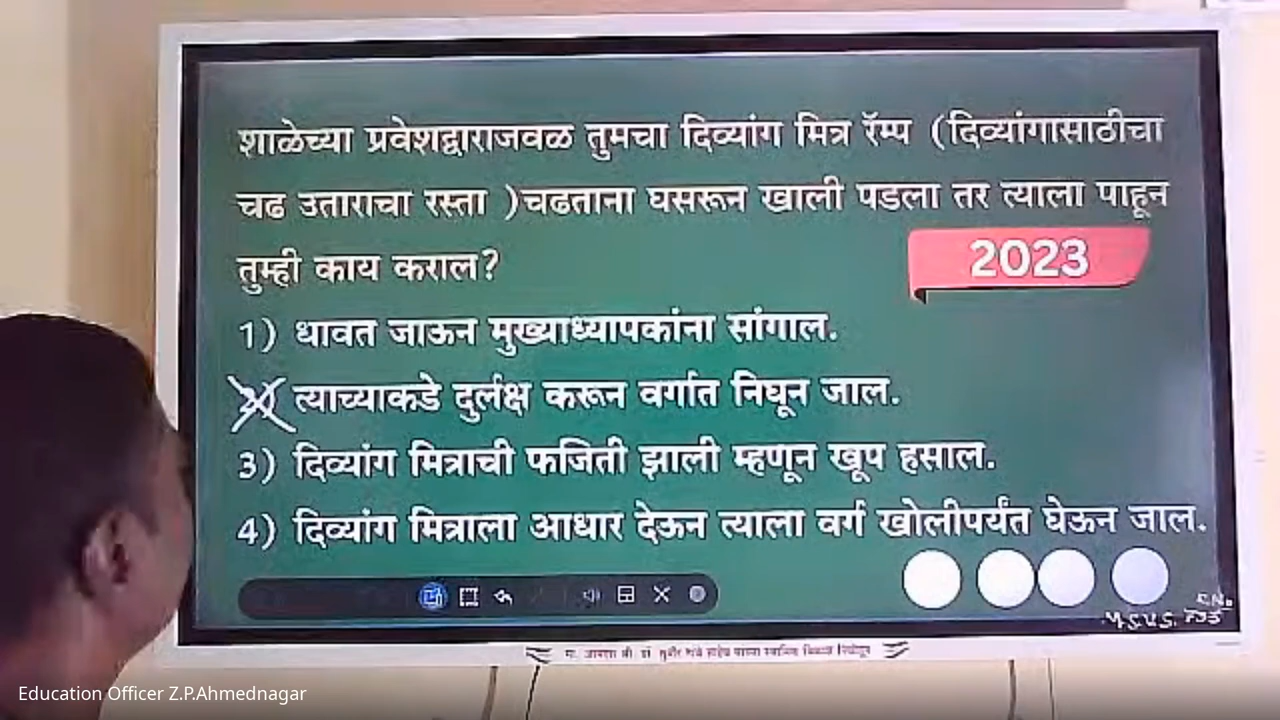 शाळेच्या प्रवेशद्वाराजवळ तुमचा दिव्यांग मित्र रॅम्प (दिव्यांगासाठीचा
चढ उताराचा रस्ता )चढताना घसरून खाली पडला तर त्याला पाहून
तुम्ही काय कराल?
2023
1) धावत जाऊन मुख्याध्यापकांना सांगाल.
2) त्याच्याकडे दुर्लक्ष करून वर्गात निघून जाल.
3) दिव्यांग मित्राची फजिती झाली म्हणून खूप हसाल.
4) दिव्यांग मित्राला आधार देऊन त्याला वर्ग खोलीपर्यंत घेऊन जाल.
Education Officer Z.P.Ahmednagar